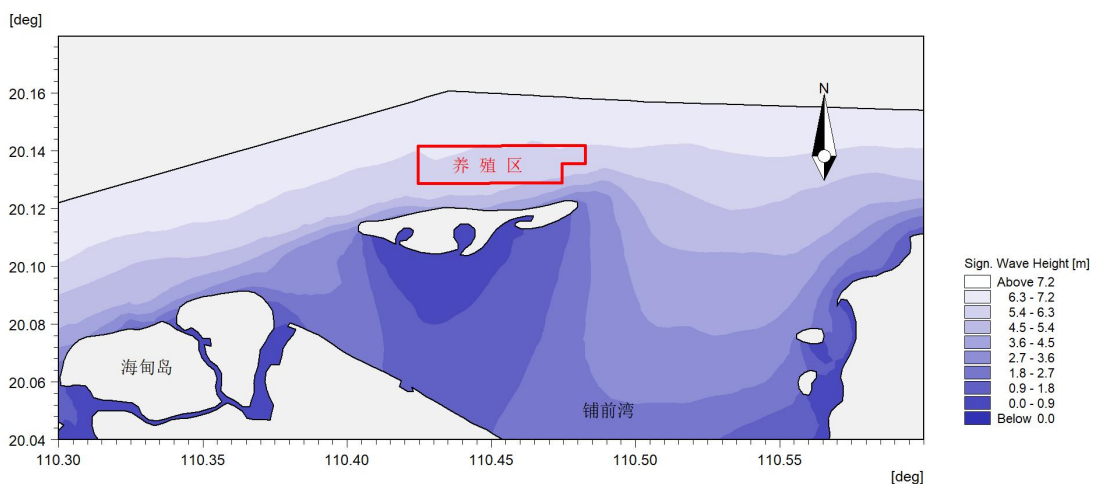 [deg]
20.16
20.14
20.12
20.10
20.08
20.06
20.04
N
养殖区
海甸岛
铺前湾
110.30 110.35 110.40 110.45 110.50 110.55
[deg]
Sign. Wave Height [m]
Above 7.2
6.3 - 7.2
5.4 - 6.3
4.5 - 5.4
3.6 - 4.5
2.7 - 3.6
1.8 - 2.7
0.9 - 1.8
0.0 - 0.9
Below 0.0